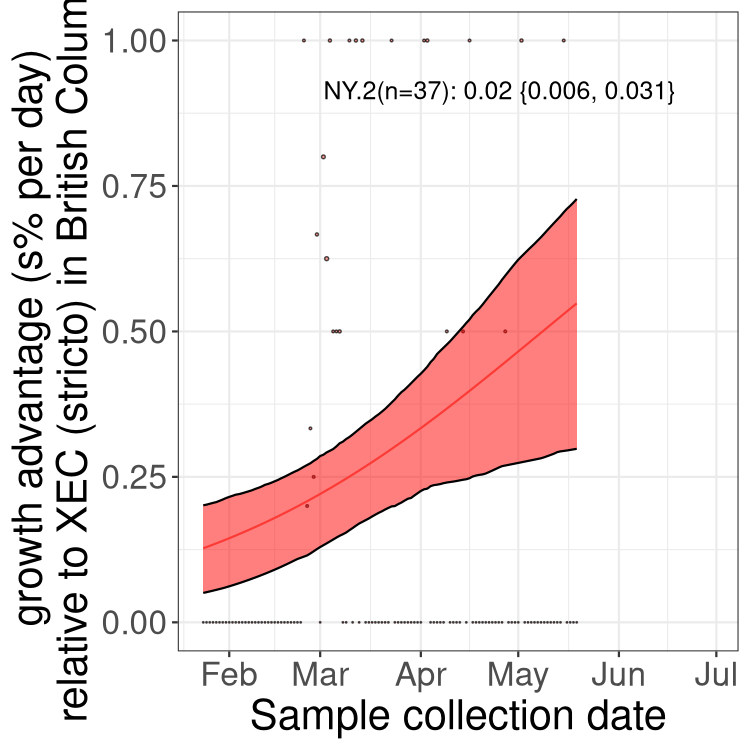 growth advantage (s% per day)
relative to XEC (stricto) in British Colum
1.00
0.75
0.50
0.25
0.00
NY.2(n=37): 0.02 {0.006, 0.031}
Feb Mar Apr May Jun Jul
Sample collection date